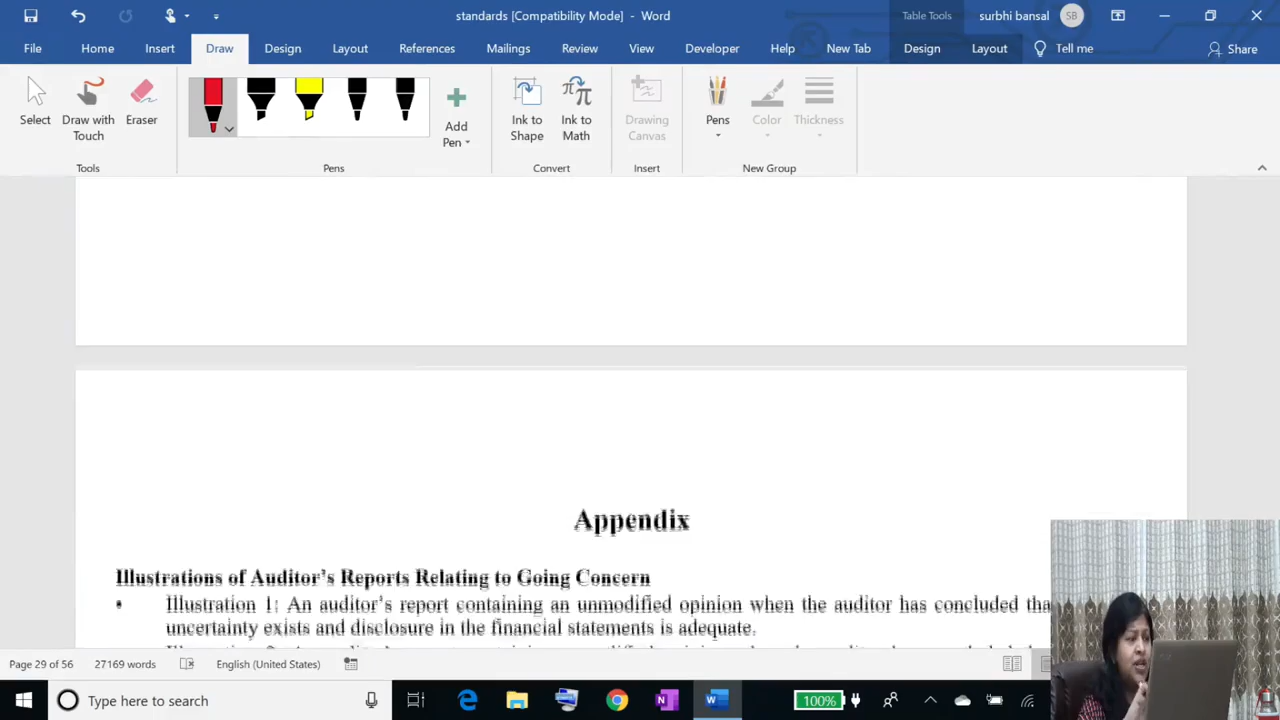 standards [Compatibility Mode] - Word
Table Tools
surbhi bansal
SB
File
Home
Insert
Draw
Design
Layout
References
Mailings
Review
View
Developer
Help
New Tab
Design
Layout
Tell me
Share
Select
Draw with Touch
Eraser
Add Pen
Ink to Shape
Ink to Math
Drawing Canvas
Pens
Color
Thickness
Tools
Pens
Convert
Insert
New Group
Appendix
Illustrations of Auditor's Reports Relating to Going Concern
• Illustration 1: An auditor's report containing an unmodified opinion when the auditor has concluded tha
uncertainty exists and disclosure in the financial statements is adequate.
Page 29 of 56
27169 words
English (United States)
Type here to search
100%